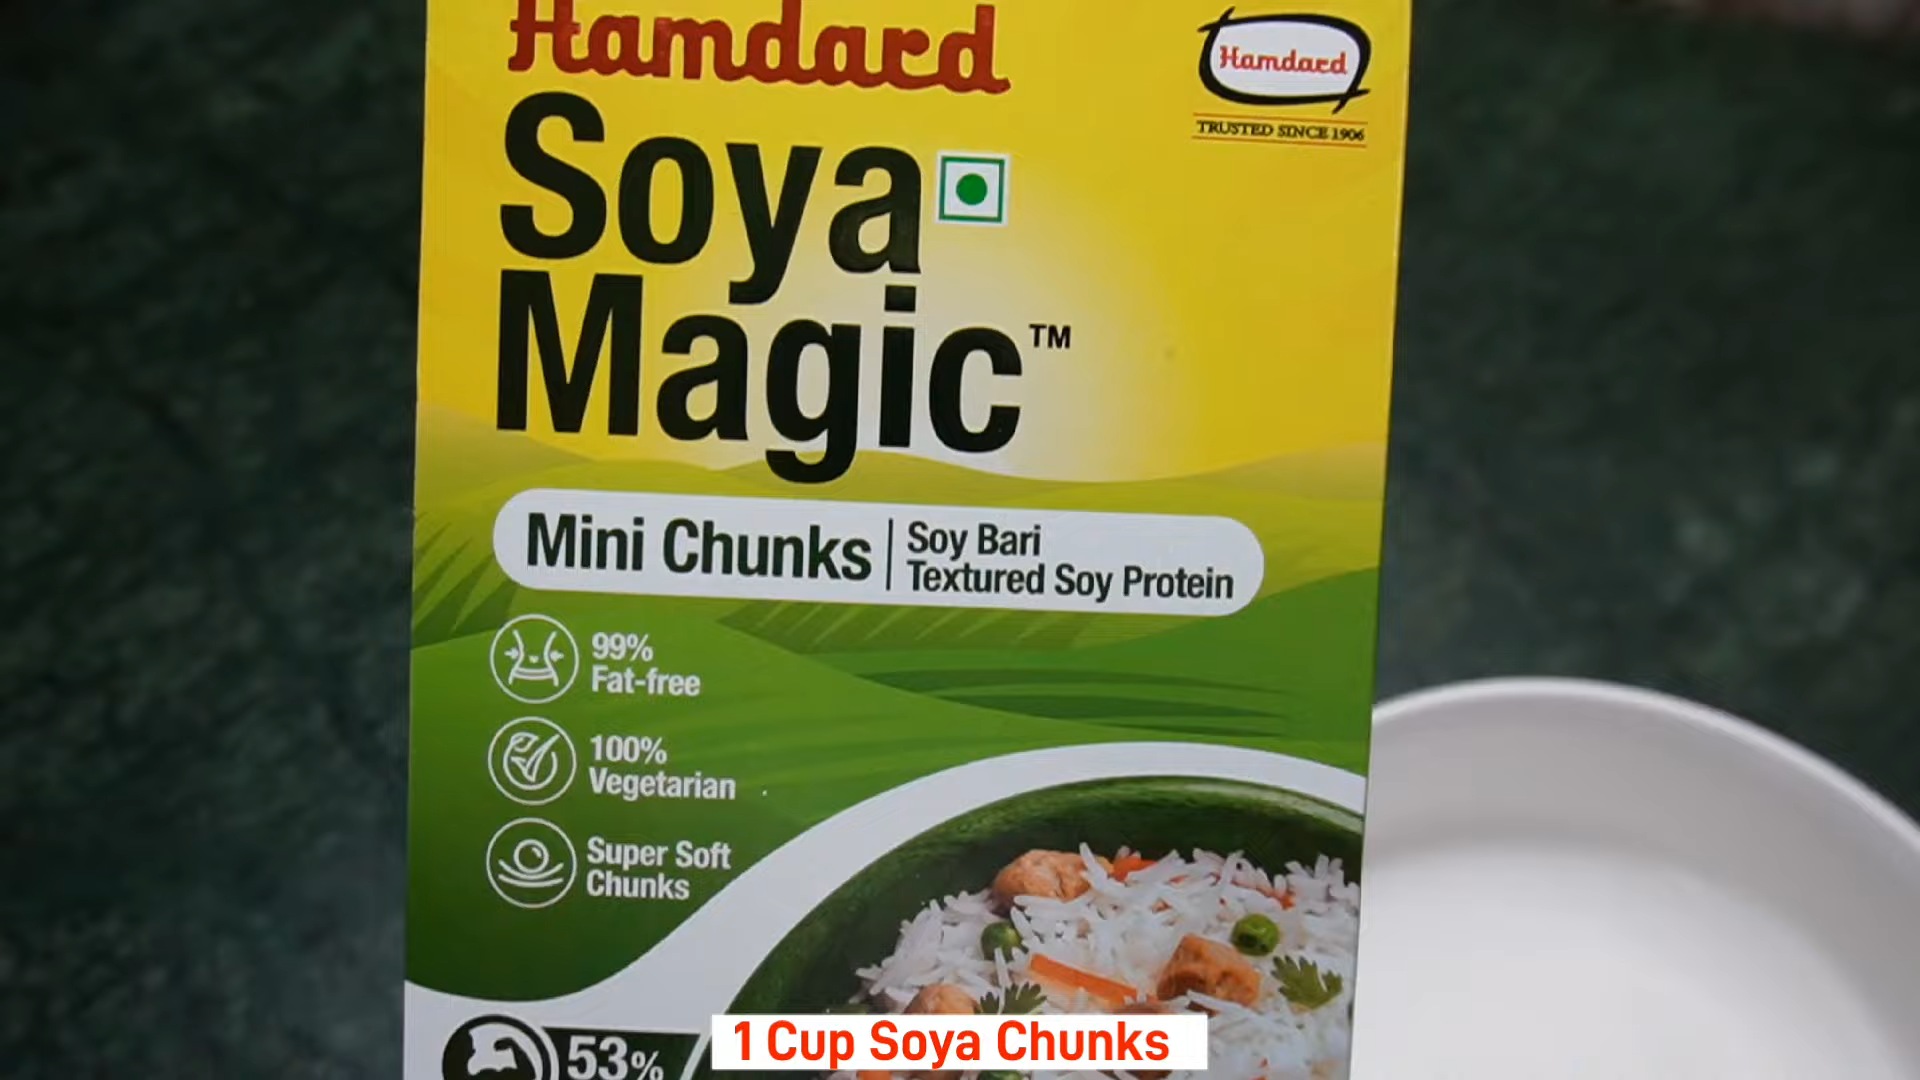 Hamdard
Hamdard
TRUSTED SINCE 1906
Soya
Magic™
Mini Chunks
Soy Bari
Textured Soy Protein
99%
Fat-free
100%
Vegetarian
Super Soft
Chunks
53%
1 Cup Soya Chunks